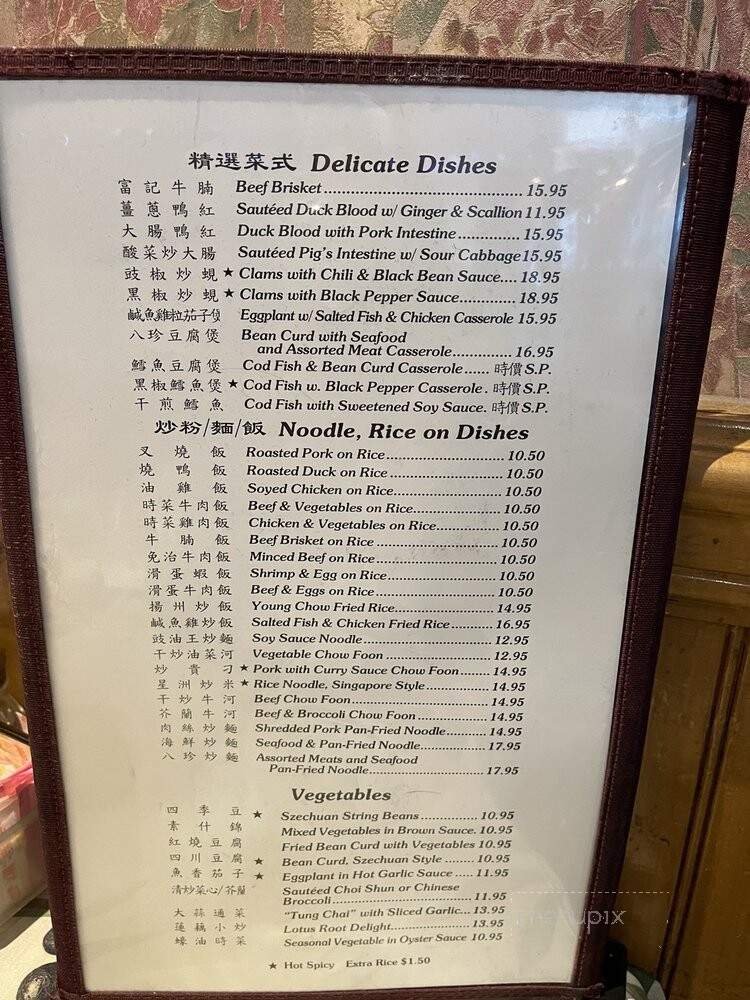 精選菜式 Delicate Dishes
富記牛腩 Beef Brisket 15.95
薑蔥鴨紅 Sautéed Duck Blood w/ Ginger & Scallion 11.95
大腸鴨紅 Duck Blood with Pork Intestine 15.95
酸菜炒大腸 Sautéed Pig's Intestine w/ Sour Cabbage 15.95
豉椒炒蜆 ★ Clams with Chili & Black Bean Sauce.... 18.95
黑椒炒蜆 ★ Clams with Black Pepper Sauce 18.95
鹹魚雞粒茄子煲 Eggplant w/ Salted Fish & Chicken Casserole 15.95
八珍豆腐煲 Bean Curd with Seafood
and Assorted Meat Casserole 16.95
鱈魚豆腐煲 Cod Fish & Bean Curd Casserole ...... 時價 S.P.
黑椒鱈魚煲 ★ Cod Fish w. Black Pepper Casserole . 時價 S.P.
干煎鱈魚 Cod Fish with Sweetened Soy Sauce. 時價 S.P.
炒粉/麵/飯 Noodle, Rice on Dishes
叉燒飯 Roasted Pork on Rice 10.50
燒鴨飯 Roasted Duck on Rice 10.50
油雞飯 Soyed Chicken on Rice 10.50
時菜牛肉飯 Beef & Vegetables on Rice 10.50
時菜雞肉飯 Chicken & Vegetables on Rice 10.50
牛腩飯 Beef Brisket on Rice 10.50
免治牛肉飯 Minced Beef on Rice 10.50
滑蛋蝦飯 Shrimp & Egg on Rice 10.50
滑蛋牛肉飯 Beef & Eggs on Rice 10.50
揚州炒飯 Young Chow Fried Rice 14.95
鹹魚雞炒飯 Salted Fish & Chicken Fried Rice 16.95
豉油王炒麵 Soy Sauce Noodle 12.95
干炒油菜河 Vegetable Chow Foon 12.95
炒貴刁 ★ Pork with Curry Sauce Chow Foon 14.95
星洲炒米 ★ Rice Noodle, Singapore Style 14.95
干炒牛河 Beef Chow Foon 14.95
芥蘭牛河 Beef & Broccoli Chow Foon 14.95
肉絲炒麵 Shredded Pork Pan-Fried Noodle 14.95
海鮮炒麵 Seafood & Pan-Fried Noodle 17.95
八珍炒麵 Assorted Meats and Seafood
Pan-Fried Noodle 17.95
Vegetables
四季豆 ★ Szechuan String Beans 10.95
素什錦 Mixed Vegetables in Brown Sauce. 10.95
紅燒豆腐 Fried Bean Curd with Vegetables 10.95
四川豆腐 ★ Bean Curd, Szechuan Style 10.95
魚香茄子 ★ Eggplant in Hot Garlic Sauce ..... 11.95
清炒菜心/芥蘭 Sautéed Choi Shun or Chinese
Broccoli 11.95
大蒜通菜 "Tung Chai" with Sliced Garlic... 13.95
蓮藕小炒 Lotus Root Delight 13.95
蠔油時菜 Seasonal Vegetable in Oyster Sauce 10.95
★ Hot Spicy Extra Rice $1.50